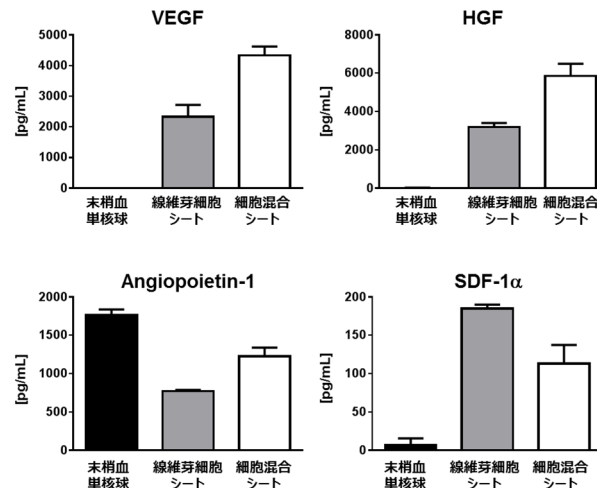 VEGF
[pg/mL]
5000
4000
3000
2000
1000
0
末梢血 線維芽細胞 細胞混合
単核球 シート シート
HGF
[pg/mL]
8000
6000
4000
2000
0
末梢血 線維芽細胞 細胞混合
単核球 シート シート
Angiopoietin-1
[pg/mL]
2000
1500
1000
500
0
末梢血 線維芽細胞 細胞混合
単核球 シート シート
SDF-1α
[pg/mL]
200
150
100
50
0
末梢血 線維芽細胞 細胞混合
単核球 シート シート